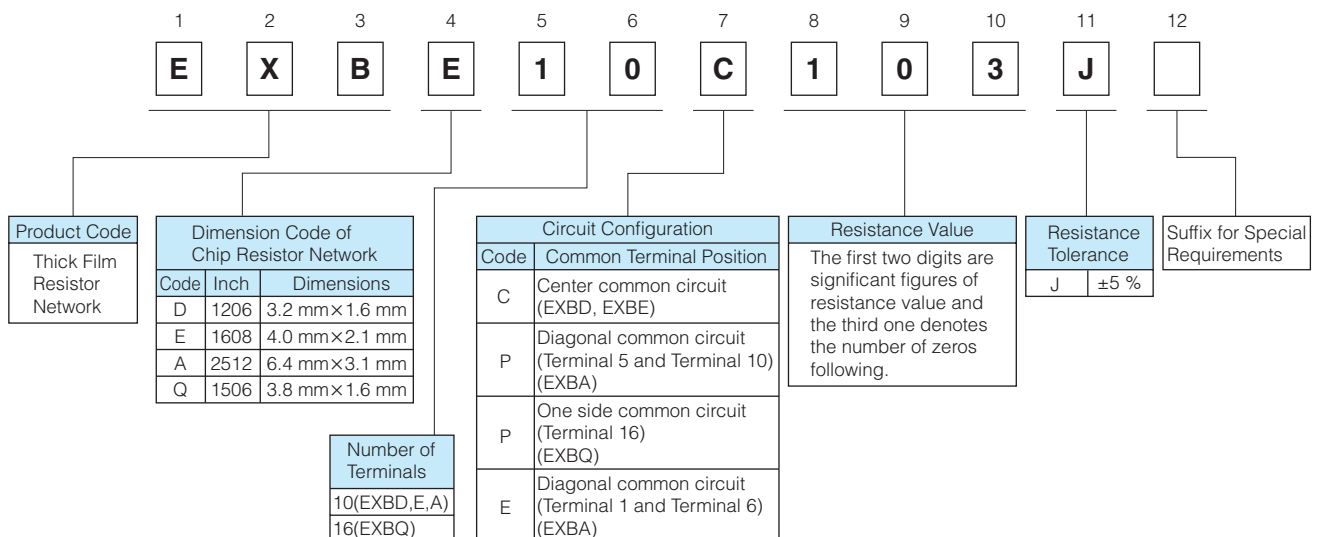 1 2 3 4 5 6 7 8 9 10 11 12
E X B E 1 0 C 1 0 3 J
Product Code
Thick Film
Resistor
Network
Dimension Code of
Chip Resistor Network
Code Inch Dimensions
D 1206 3.2 mm×1.6 mm
E 1608 4.0 mm×2.1 mm
A 2512 6.4 mm×3.1 mm
Q 1506 3.8 mm×1.6 mm
Number of
Terminals
10(EXBD,E,A)
16(EXBQ)
Circuit Configuration
Code Common Terminal Position
C
Center common circuit
(EXBD, EXBE)
P
Diagonal common circuit
(Terminal 5 and Terminal 10)
(EXBA)
P
One side common circuit
(Terminal 16)
(EXBQ)
E
Diagonal common circuit
(Terminal 1 and Terminal 6)
(EXBA)
Resistance Value
The first two digits are
significant figures of
resistance value and
the third one denotes
the number of zeros
following.
Resistance
Tolerance
J ±5 %
Suffix for Special
Requirements